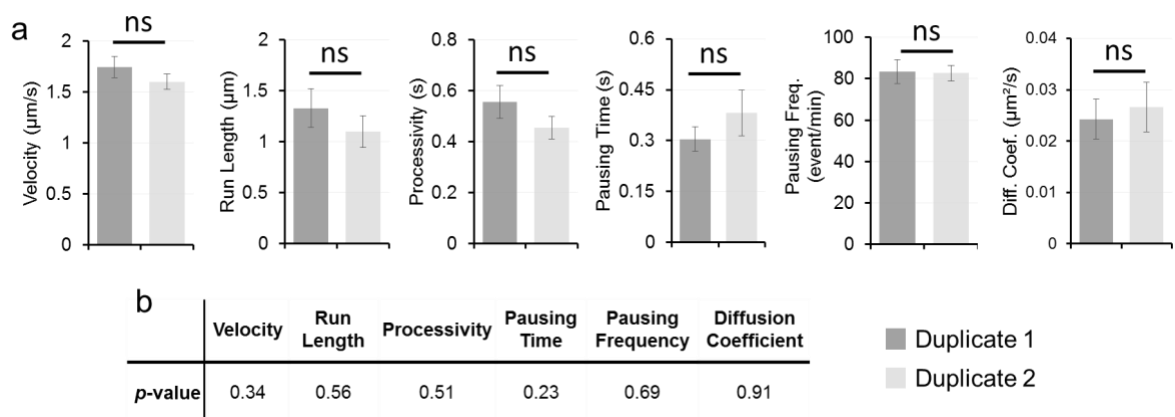 a
ns
Velocity (μm/s)
2
1.5
1
0.5
0
ns
Run Length (μm)
2
1.5
1
0.5
0
ns
Processivity (s)
0.8
0.6
0.4
0.2
0
ns
Pausing Time (s)
0.6
0.45
0.3
0.15
0
ns
Pausing Freq.
(event/min)
100
80
60
40
20
0
ns
Diff. Coef. (μm²/s)
0.04
0.03
0.02
0.01
0
b
Velocity Run Length Processivity Pausing Time Pausing Frequency Diffusion Coefficient
p-value 0.34 0.56 0.51 0.23 0.69 0.91
Duplicate 1
Duplicate 2